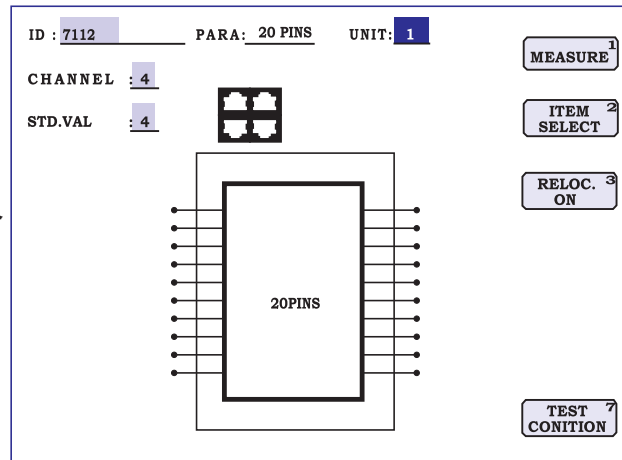 ID : 7112 PARA: 20 PINS UNIT: 1
CHANNEL : 4
STD.VAL : 4
MEASURE 1
ITEM SELECT 2
RELOC. ON 3
20PINS
TEST CONITION 7